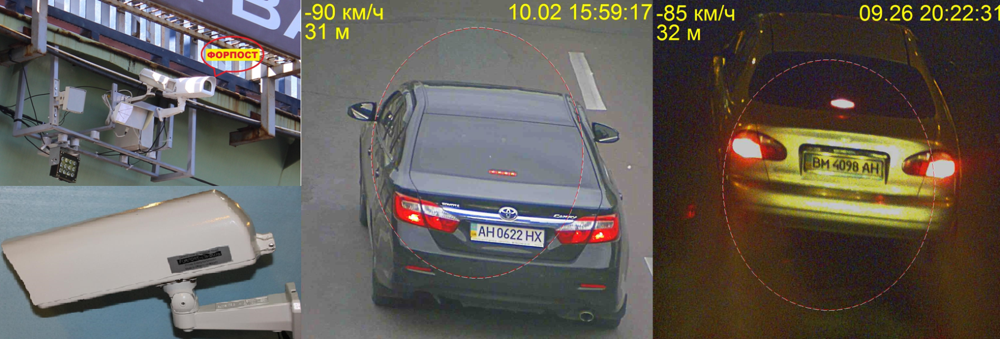 ВА
ФОРПОСТ
-90 км/ч
31 м
10.02 15:59:17
TOYOTA
CAMRY
AH 0622 HX
-85 км/ч
32 м
09.26 20:22:31
BM 4098 AH